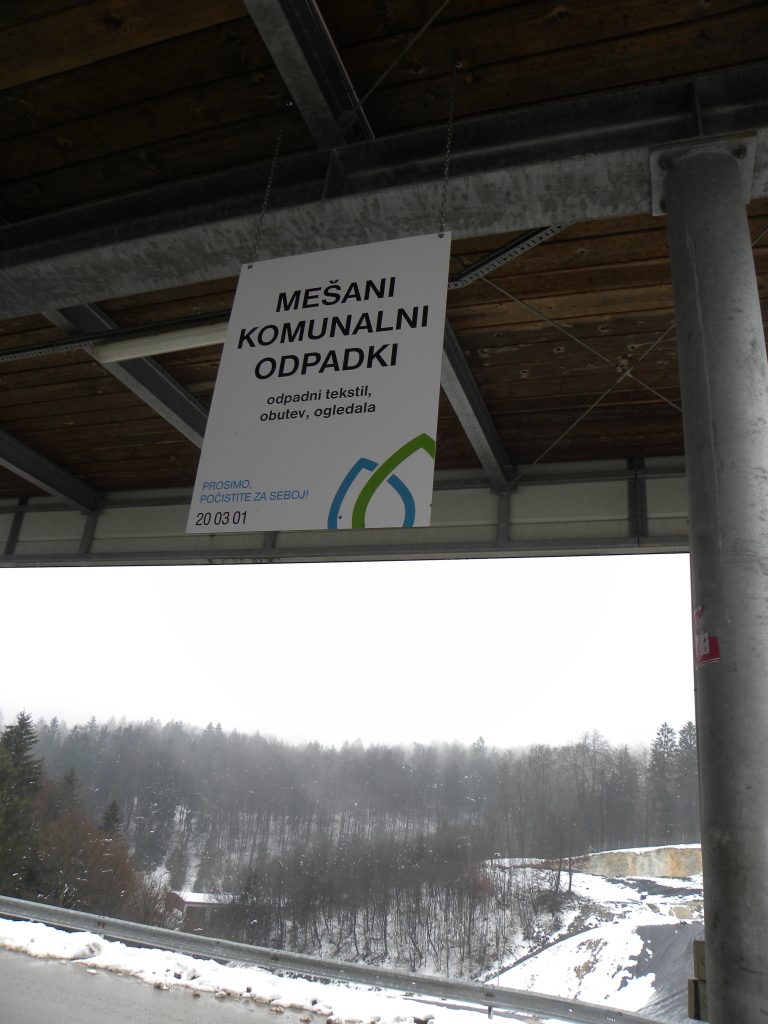 MEŠANI
KOMUNALNI
ODPADKI
odpadni tekstil,
obutev, ogledala
PROSIMO,
POČISTITE ZA SEBOJ!
20 03 01